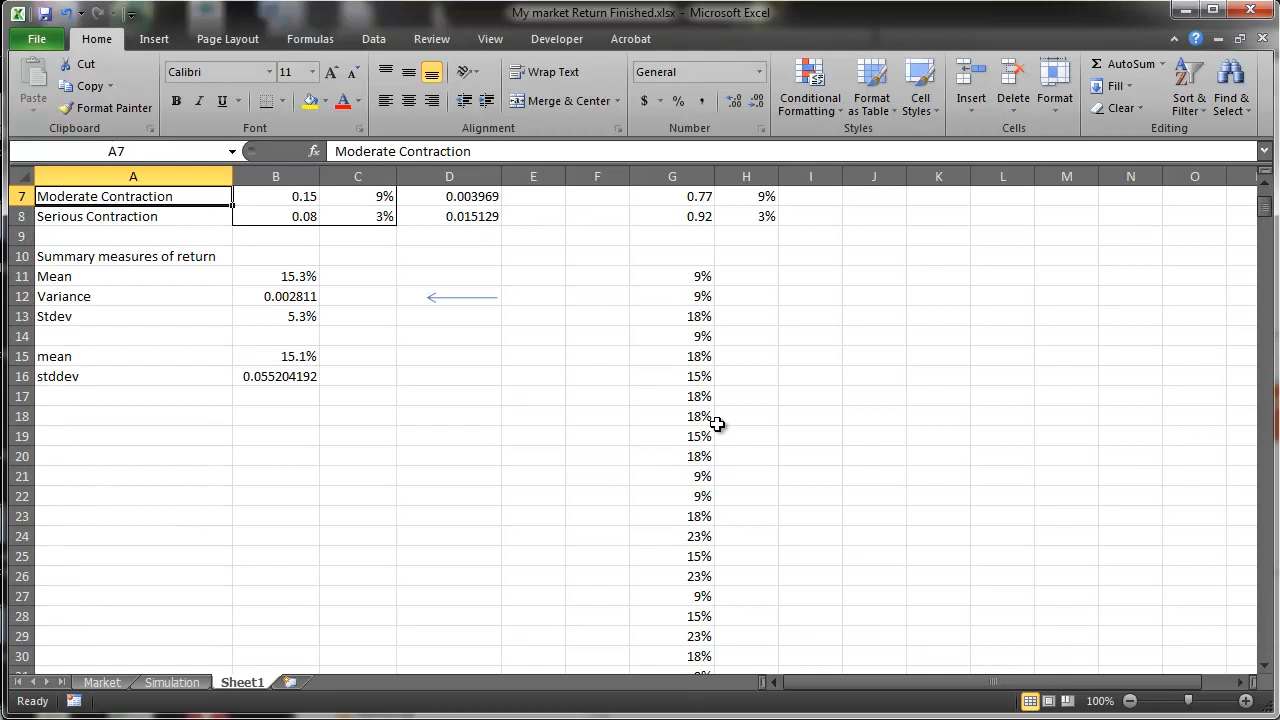 My market Return Finished.xlsx - Microsoft Excel
File Home Insert Page Layout Formulas Data Review View Developer Acrobat
Paste
Cut
Copy
Format Painter
Clipboard
Calibri 11
B I U
Font
Wrap Text
Merge & Center
Alignment
General
$ % ,
Number
Conditional Formatting
Format as Table
Cell Styles
Styles
Insert Delete Format
Cells
Σ AutoSum
Fill
Clear
Sort & Filter
Find & Select
Editing
A7 fx Moderate Contraction
A B C D E F G H I J K L M N O
7 Moderate Contraction 0.15 9% 0.003969 0.77 9%
8 Serious Contraction 0.08 3% 0.015129 0.92 3%
9
10 Summary measures of return
11 Mean 15.3% 9%
12 Variance 0.002811 9%
13 Stdev 5.3% 18%
14 9%
15 mean 15.1% 18%
16 stddev 0.055204192 15%
17 18%
18 18%
19 15%
20 18%
21 9%
22 9%
23 18%
24 23%
25 15%
26 23%
27 9%
28 15%
29 23%
30 18%
Market Simulation Sheet1
Ready 100%